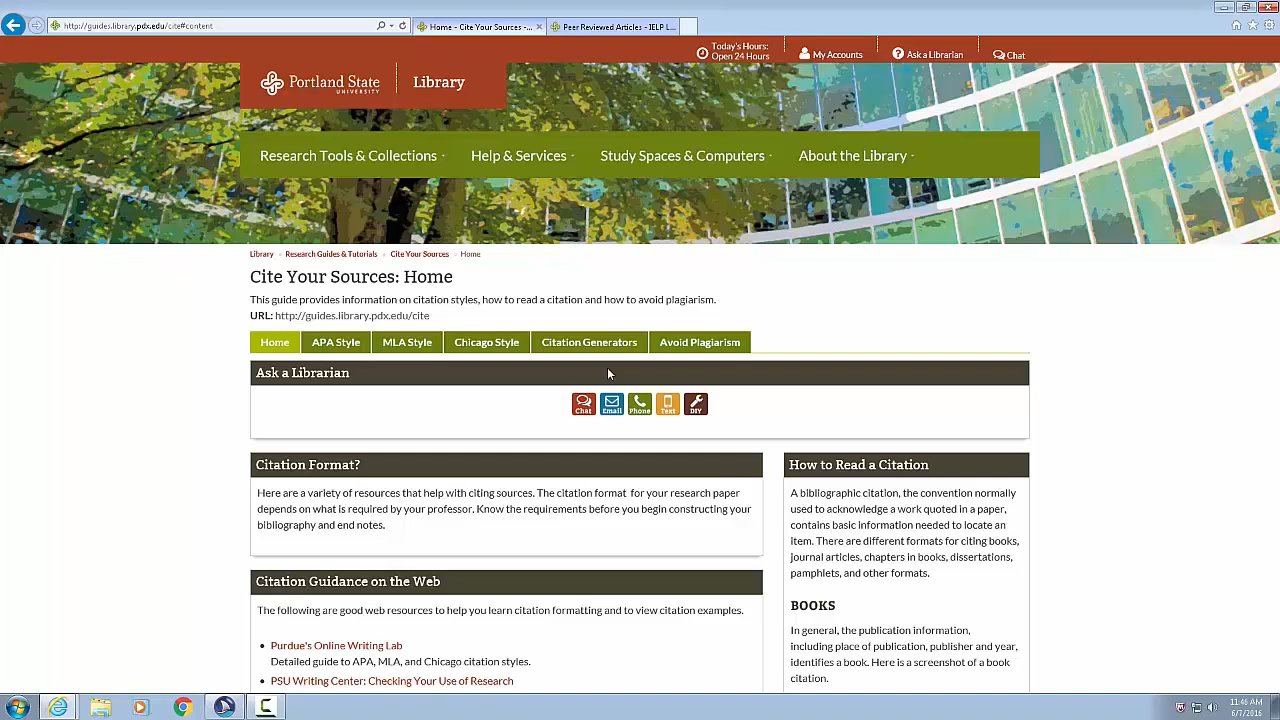 http://guides.library.pdx.edu/cite#content
Home - Cite Your Sources -...
Peer Reviewed Articles - IELP L...
Today's Hours:
Open 24 Hours
My Accounts
Ask a Librarian
Chat
Portland State
UNIVERSITY
Library
Research Tools & Collections
Help & Services
Study Spaces & Computers
About the Library
Library » Research Guides & Tutorials » Cite Your Sources » Home
Cite Your Sources: Home
This guide provides information on citation styles, how to read a citation and how to avoid plagiarism.
URL: http://guides.library.pdx.edu/cite
Home
APA Style
MLA Style
Chicago Style
Citation Generators
Avoid Plagiarism
Ask a Librarian
Chat
Email
Phone
Text
DIY
Citation Format?
Here are a variety of resources that help with citing sources. The citation format for your research paper
depends on what is required by your professor. Know the requirements before you begin constructing your
bibliography and end notes.
Citation Guidance on the Web
The following are good web resources to help you learn citation formatting and to view citation examples.
• Purdue's Online Writing Lab
Detailed guide to APA, MLA, and Chicago citation styles.
• PSU Writing Center: Checking Your Use of Research
How to Read a Citation
A bibliographic citation, the convention normally
used to acknowledge a work quoted in a paper,
contains basic information needed to locate an
item. There are different formats for citing books,
journal articles, chapters in books, dissertations,
pamphlets, and other formats.
BOOKS
In general, the publication information,
including place of publication, publisher and year,
identifies a book. Here is a screenshot of a book
citation.
11:46 AM
6/7/2016